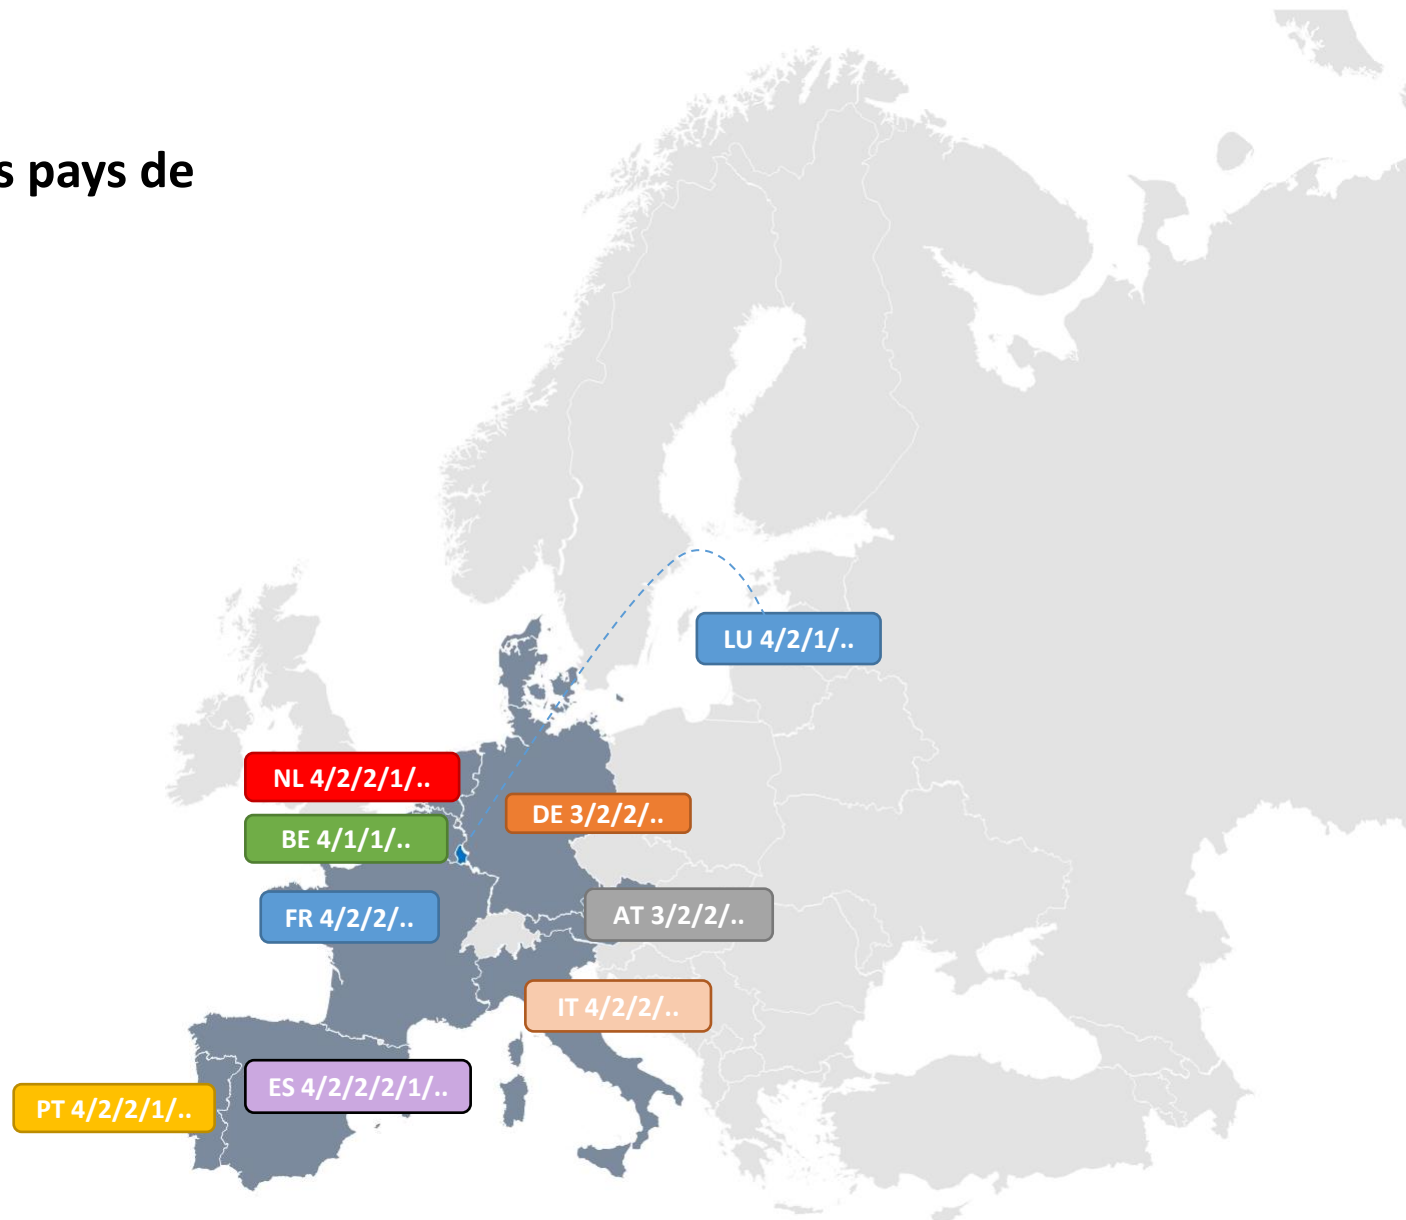 s pays de
LU 4/2/1/..
NL 4/2/2/1/..
DE 3/2/2/..
BE 4/1/1/..
FR 4/2/2/..
AT 3/2/2/..
IT 4/2/2/..
ES 4/2/2/2/1/..
PT 4/2/2/1/..